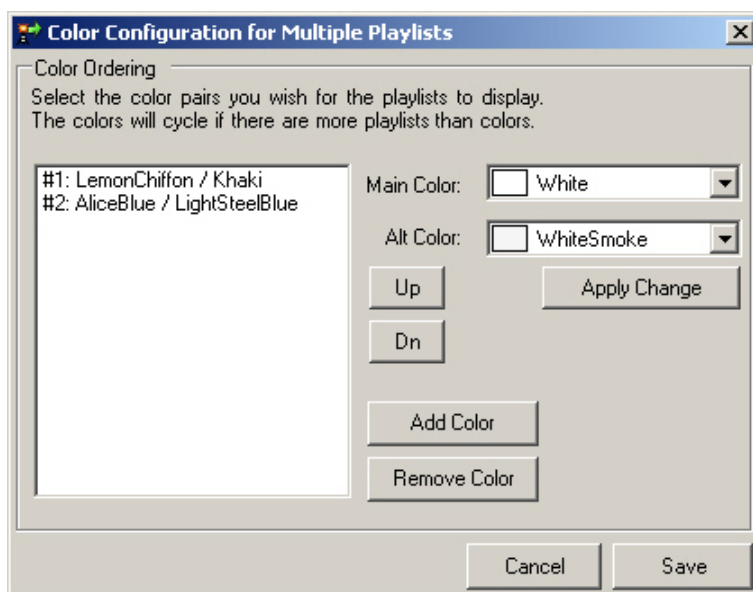 Color Configuration for Multiple Playlists
Color Ordering
Select the color pairs you wish for the playlists to display.
The colors will cycle if there are more playlists than colors.
#1: LemonChiffon / Khaki
#2: AliceBlue / LightSteelBlue
Main Color: White
Alt Color: WhiteSmoke
Up
Apply Change
Dn
Add Color
Remove Color
Cancel
Save